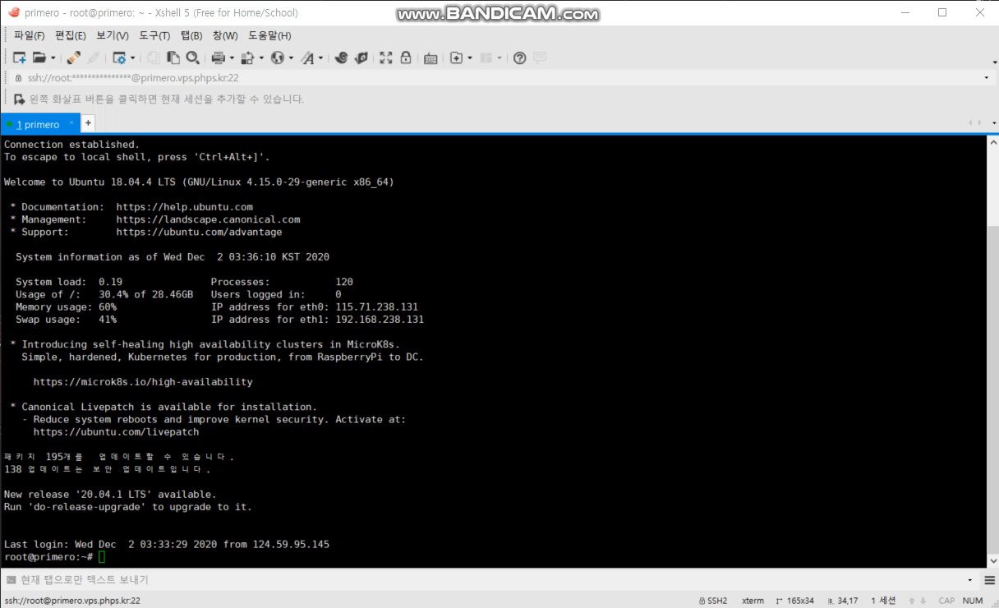 primero - root@primero: ~ - Xshell 5 (Free for Home/School)
www.BANDICAM.com
파일(F) 편집(E) 보기(V) 도구(T) 탭(B) 창(W) 도움말(H)
ssh://root:***************@primero.vps.phps.kr:22
왼쪽 화살표 버튼을 클릭하면 현재 세션을 추가할 수 있습니다.
1 primero × +
Connection established.
To escape to local shell, press 'Ctrl+Alt+]'.
Welcome to Ubuntu 18.04.4 LTS (GNU/Linux 4.15.0-29-generic x86_64)
* Documentation: https://help.ubuntu.com
* Management: https://landscape.canonical.com
* Support: https://ubuntu.com/advantage
System information as of Wed Dec 2 03:36:10 KST 2020
System load: 0.19 Processes: 120
Usage of /: 30.4% of 28.46GB Users logged in: 0
Memory usage: 60% IP address for eth0: 115.71.238.131
Swap usage: 41% IP address for eth1: 192.168.238.131
* Introducing self-healing high availability clusters in MicroK8s.
Simple, hardened, Kubernetes for production, from RaspberryPi to DC.
https://microk8s.io/high-availability
* Canonical Livepatch is available for installation.
- Reduce system reboots and improve kernel security. Activate at:
https://ubuntu.com/livepatch
패키지 195개를 업데이트할 수 있습니다.
138 업데이트는 보안 업데이트입니다.
New release '20.04.1 LTS' available.
Run 'do-release-upgrade' to upgrade to it.
Last login: Wed Dec 2 03:33:29 2020 from 124.59.95.145
root@primero:~#
현재 탭으로만 텍스트 보내기
ssh://root@primero.vps.phps.kr:22 SSH2 xterm 165x34 34,17 1 세션 CAP NUM